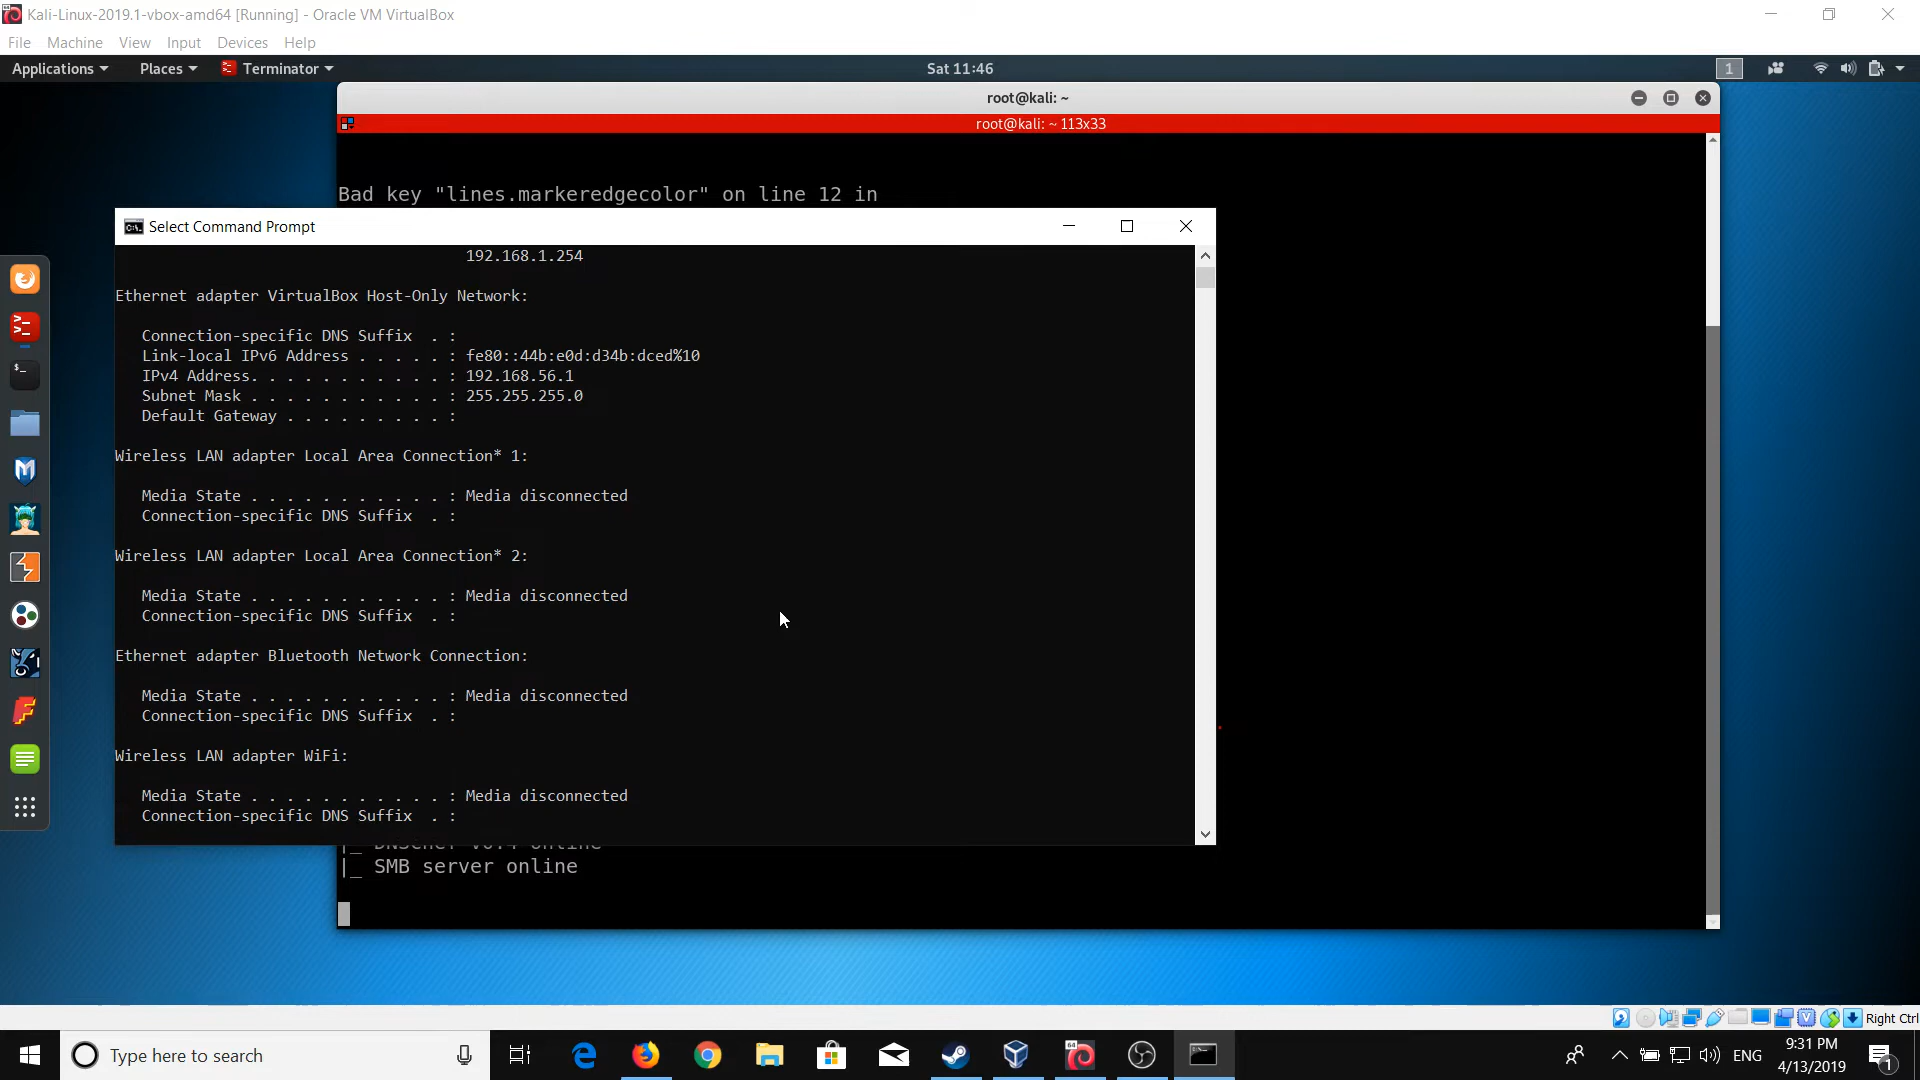 Kali-Linux-2019.1-vbox-amd64 [Running] - Oracle VM VirtualBox
File Machine View Input Devices Help
Applications Places Terminator Sat 11:46 1
root@kali: ~
root@kali: ~ 113x33
Bad key "lines.markeredgecolor" on line 12 in
Select Command Prompt
192.168.1.254
Ethernet adapter VirtualBox Host-Only Network:
Connection-specific DNS Suffix . :
Link-local IPv6 Address . . . . . : fe80::44b:e0d:d34b:dced%10
IPv4 Address. . . . . . . . . . . : 192.168.56.1
Subnet Mask . . . . . . . . . . . : 255.255.255.0
Default Gateway . . . . . . . . . :
Wireless LAN adapter Local Area Connection* 1:
Media State . . . . . . . . . . . : Media disconnected
Connection-specific DNS Suffix . :
Wireless LAN adapter Local Area Connection* 2:
Media State . . . . . . . . . . . : Media disconnected
Connection-specific DNS Suffix . :
Ethernet adapter Bluetooth Network Connection:
Media State . . . . . . . . . . . : Media disconnected
Connection-specific DNS Suffix . :
Wireless LAN adapter WiFi:
Media State . . . . . . . . . . . : Media disconnected
Connection-specific DNS Suffix . :
|_ DNSChef v0.4 online
|_ SMB server online
Right Ctrl
Type here to search
ENG
9:31 PM
4/13/2019
1